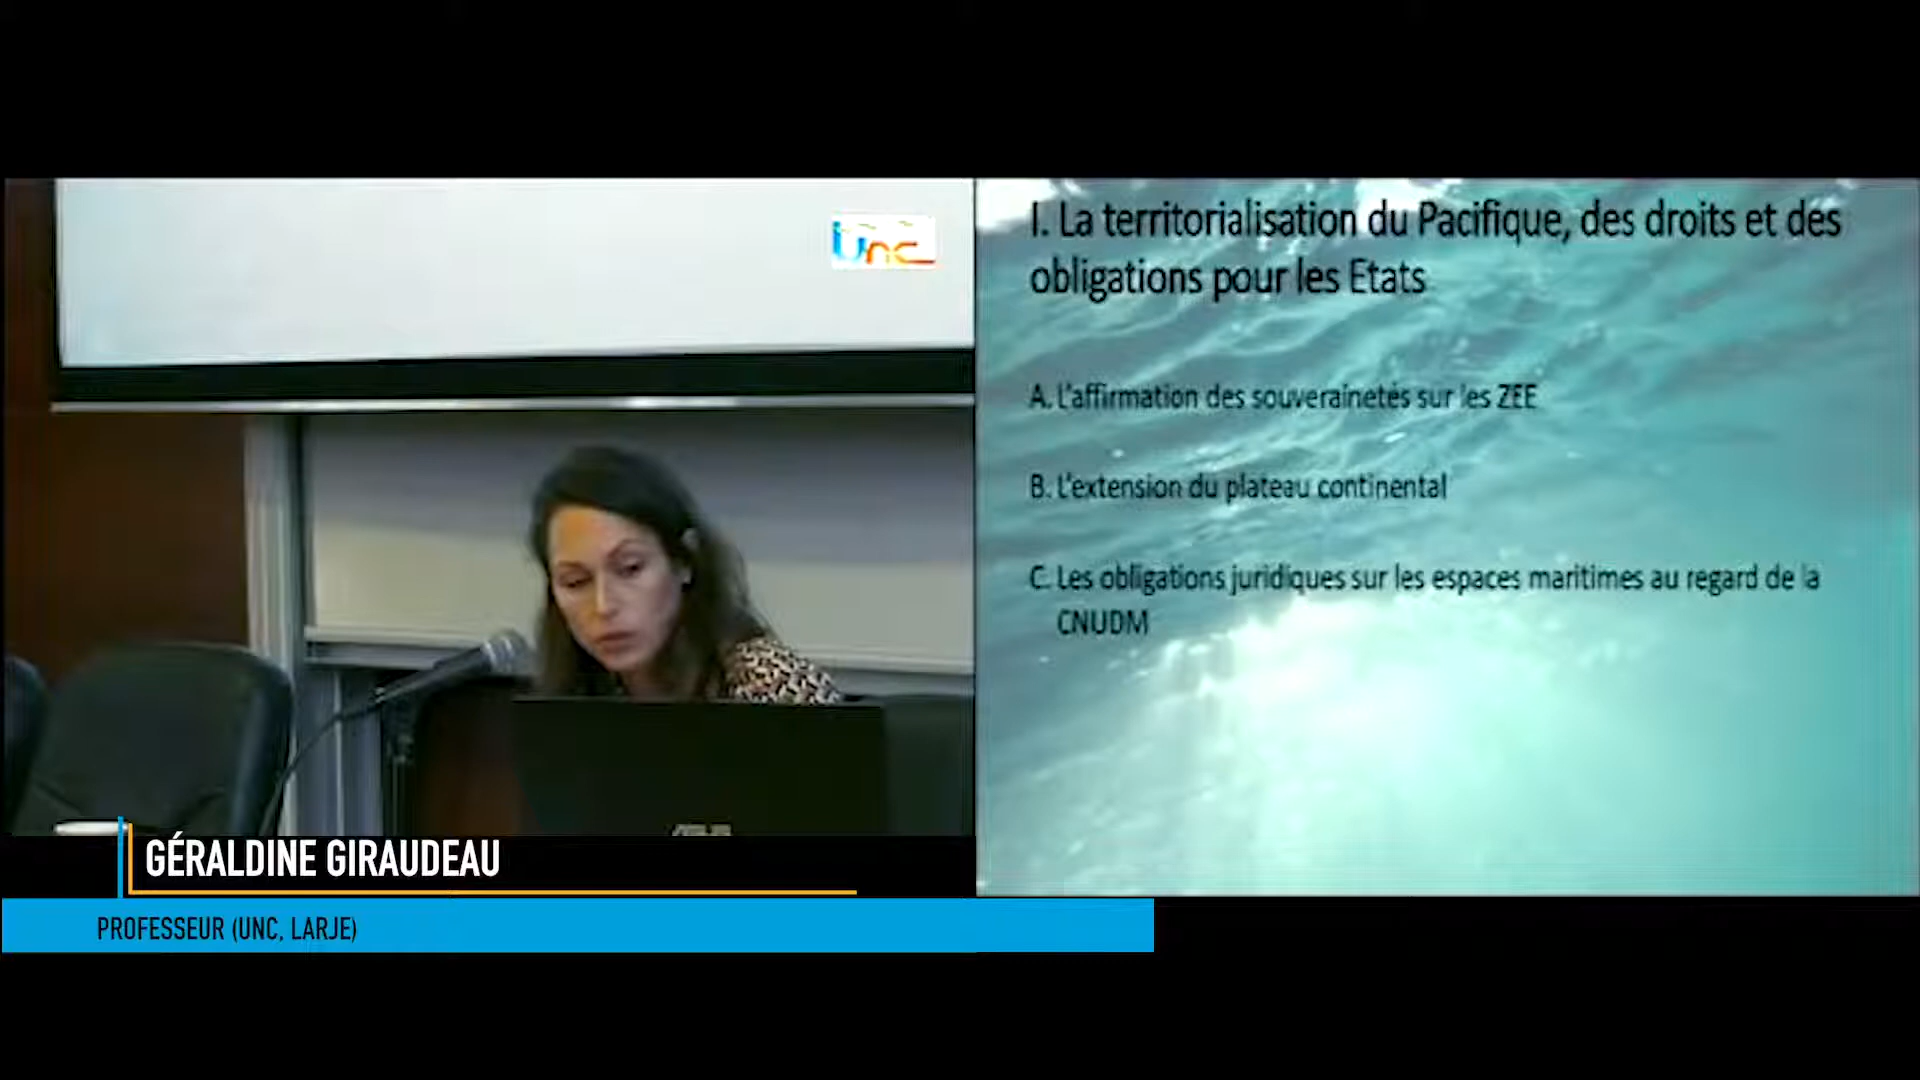 unc
I. La territorialisation du Pacifique, des droits et des
obligations pour les Etats
A. L'affirmation des souverainetés sur les ZEE
B. L'extension du plateau continental
C. Les obligations juridiques sur les espaces maritimes au regard de la
CNUDM
GÉRALDINE GIRAUDEAU
PROFESSEUR (UNC, LARJE)